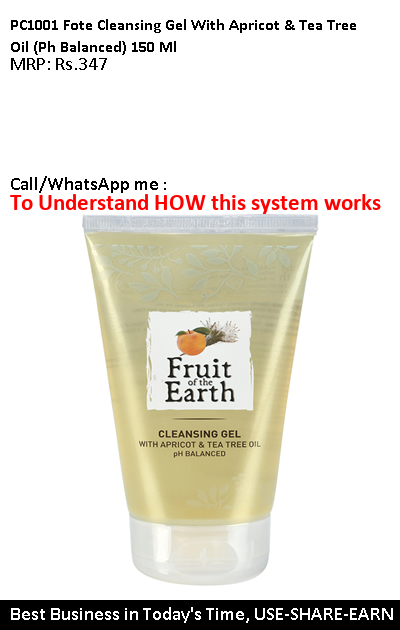 PC1001 Fote Cleansing Gel With Apricot & Tea Tree
Oil (Ph Balanced) 150 Ml
MRP: Rs.347
Call/WhatsApp me :
To Understand HOW this system works
Fruit
of the
Earth
CLEANSING GEL
WITH APRICOT & TEA TREE OIL
pH BALANCED
Best Business in Today's Time, USE-SHARE-EARN